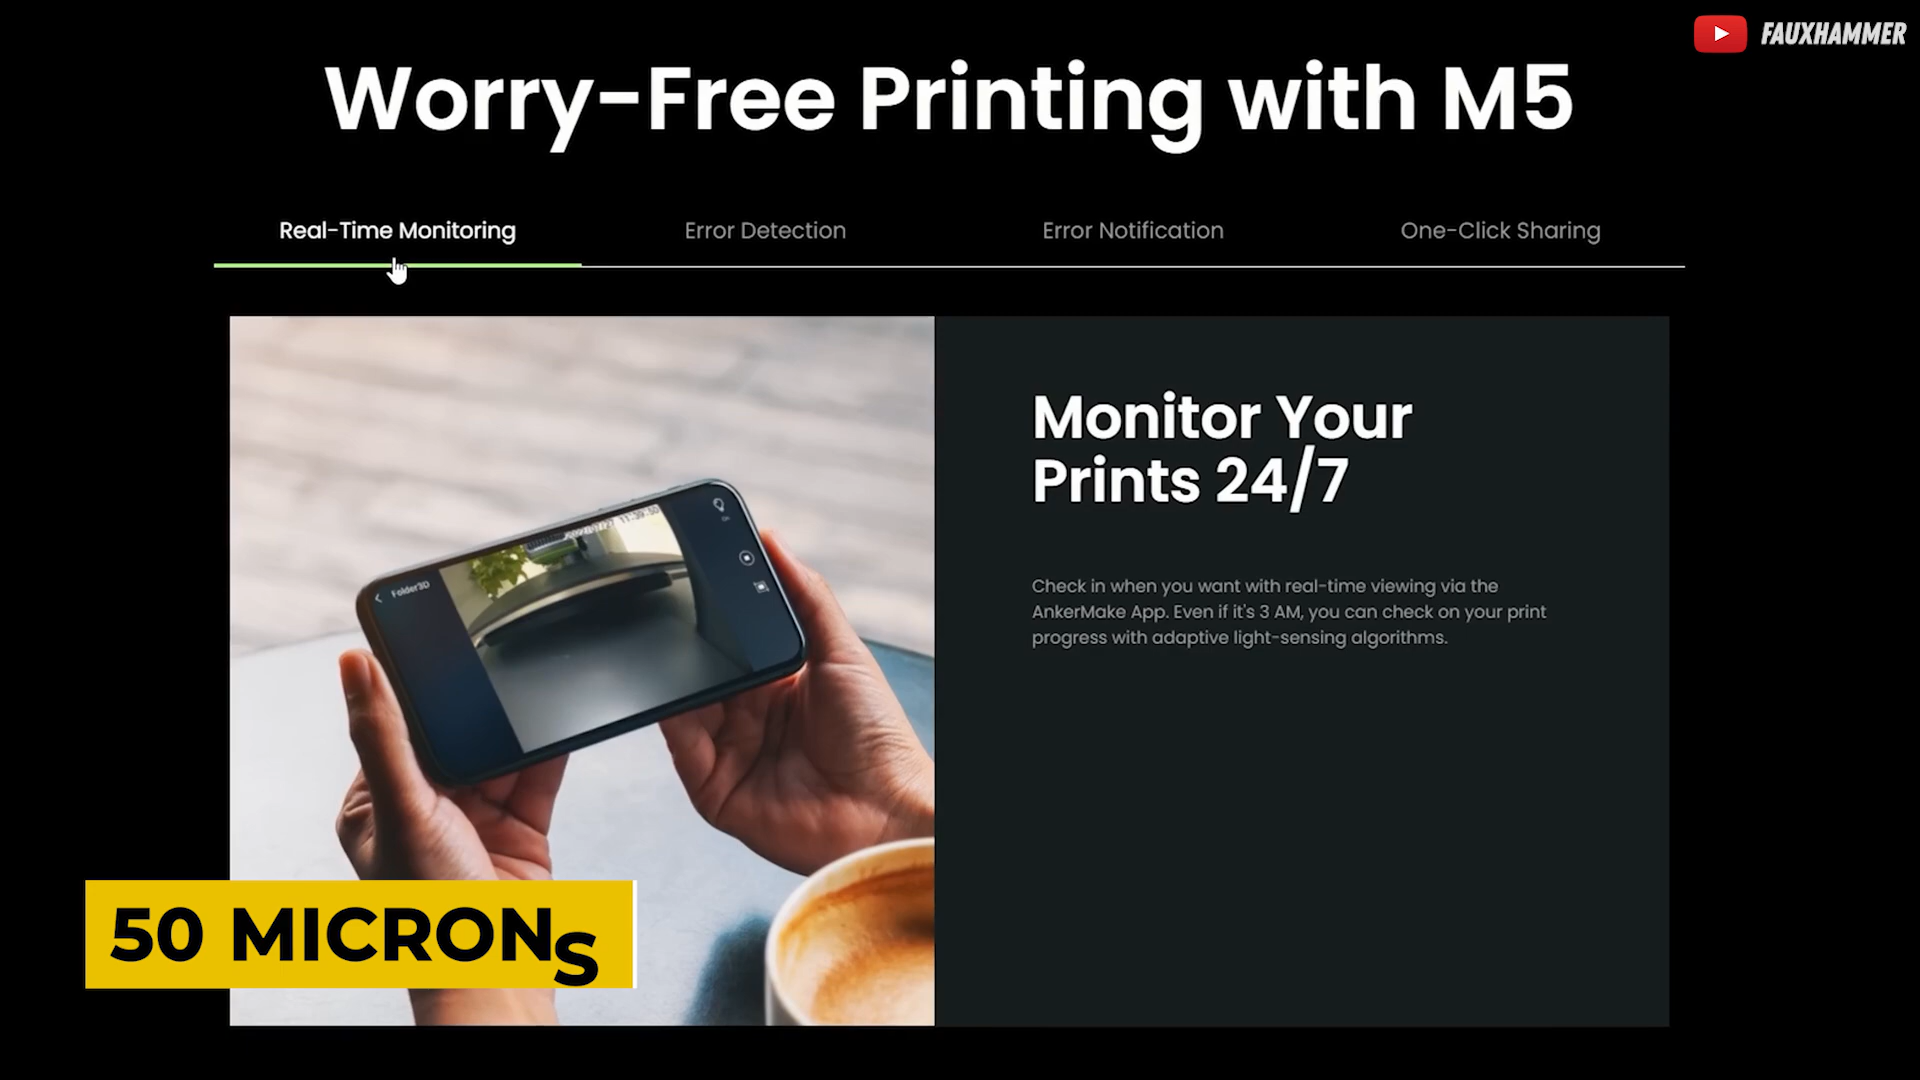 FAUXHAMMER
Worry-Free Printing with M5
Real-Time Monitoring
Error Detection
Error Notification
One-Click Sharing
Monitor Your
Prints 24/7
Check in when you want with real-time viewing via the
AnkerMake App. Even if it's 3 AM, you can check on your print
progress with adaptive light-sensing algorithms.
Folder3D
50 MICRONS